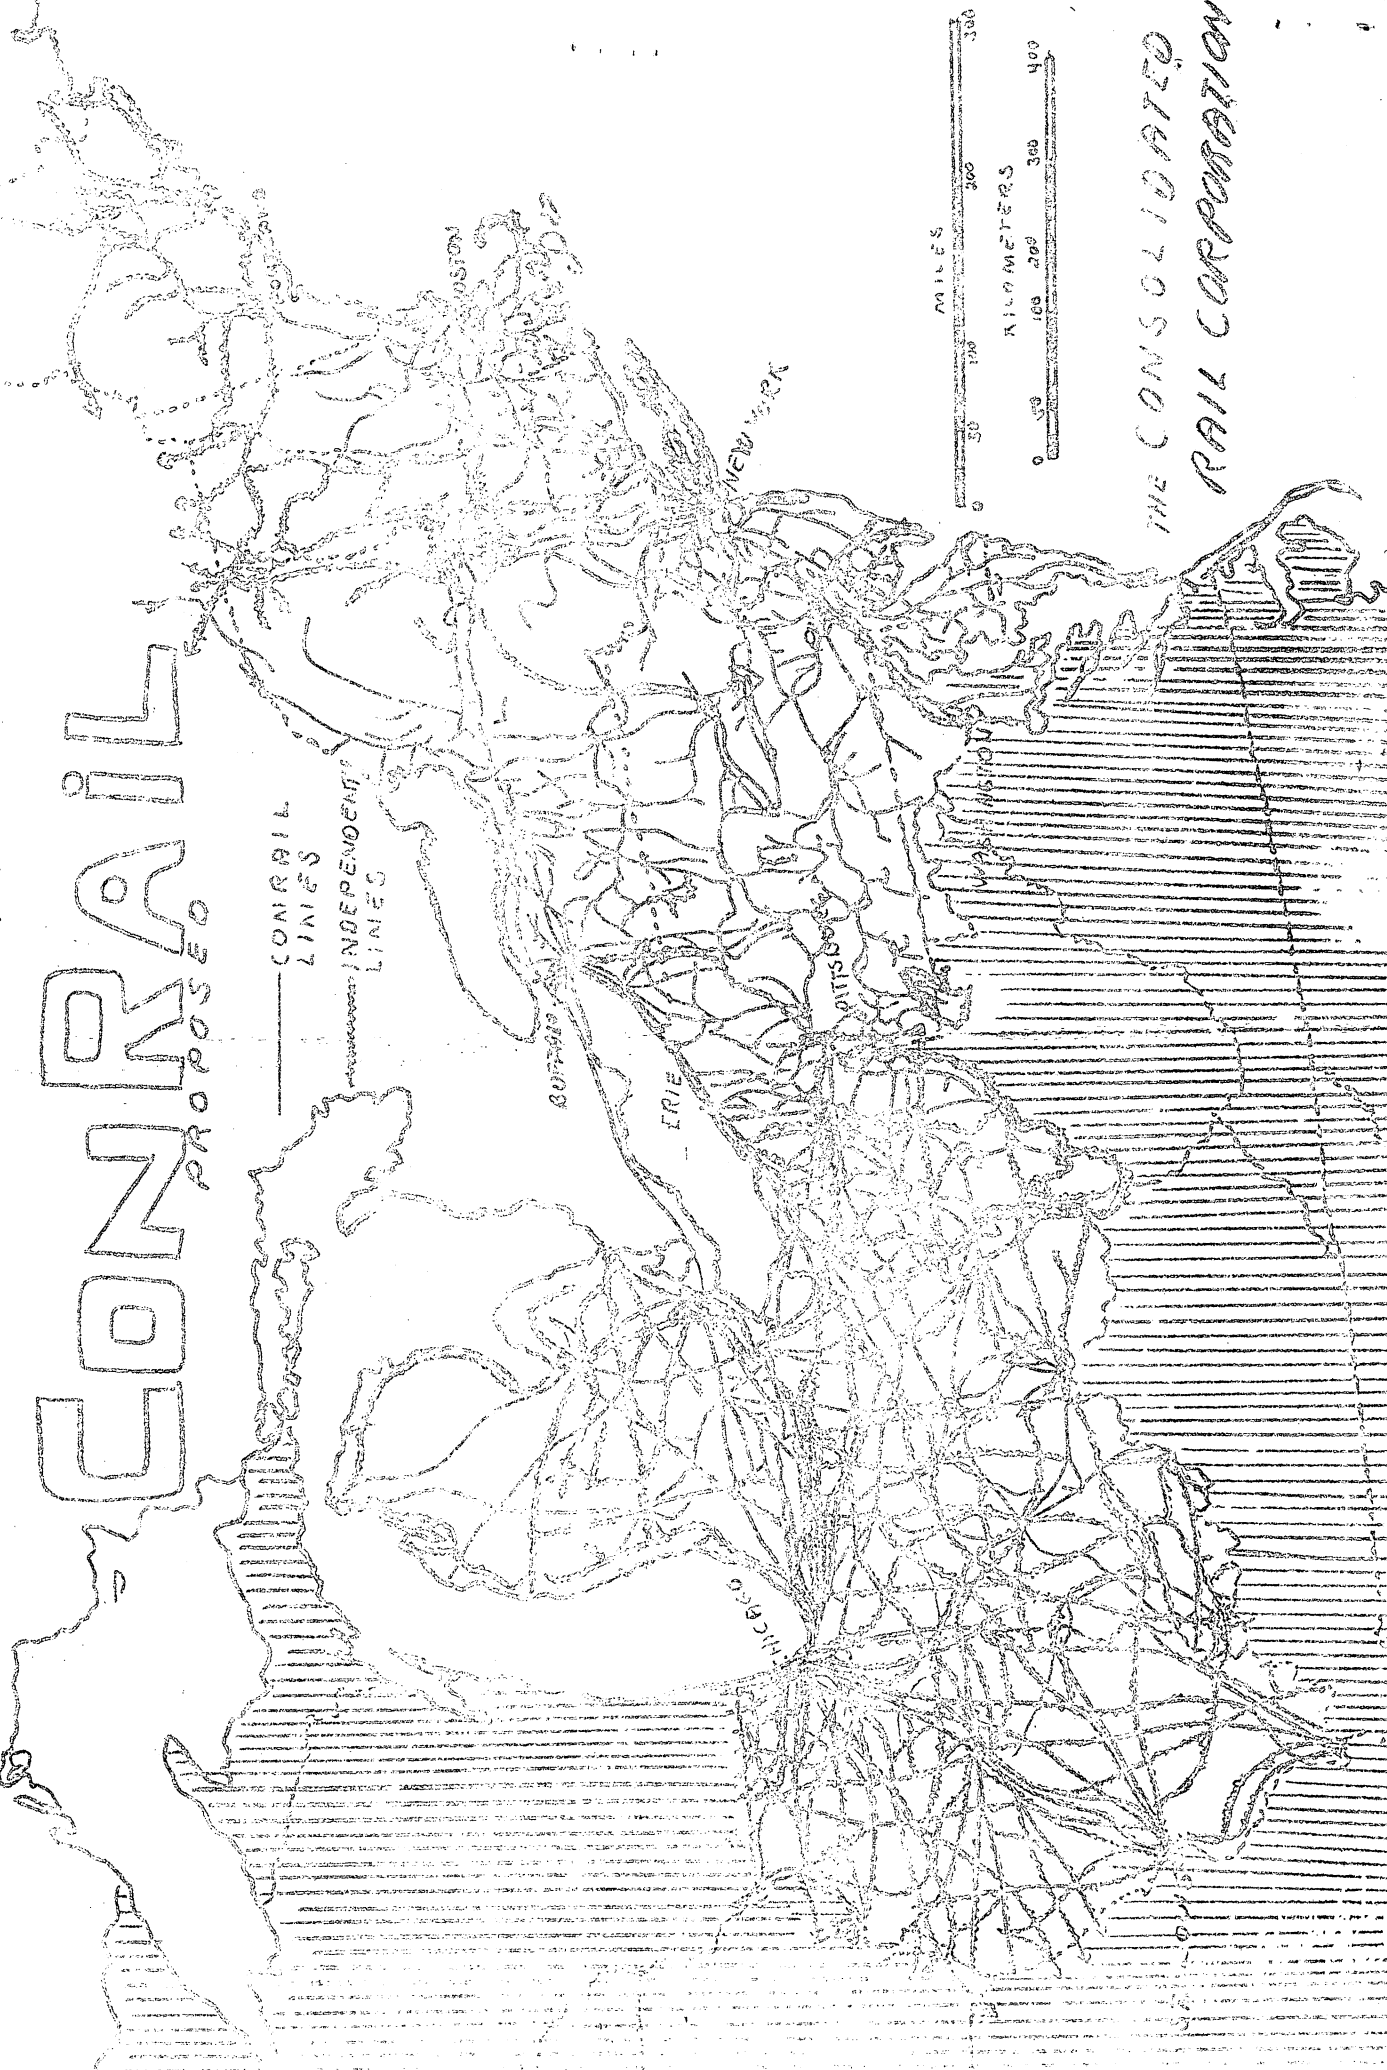 CONRAIL
PROPOSED
CONRAIL
LINES
INDEPENDENT
LINES
BOSTON
NEW YORK
BUFFALO
ERIE
PITSBURG
WASHINGTON
CHICAGO
MILES
0 50 100 200 300
KILOMETERS
0 50 100 200 300 400
THE CONSOLIDATED
RAIL CORPORATION